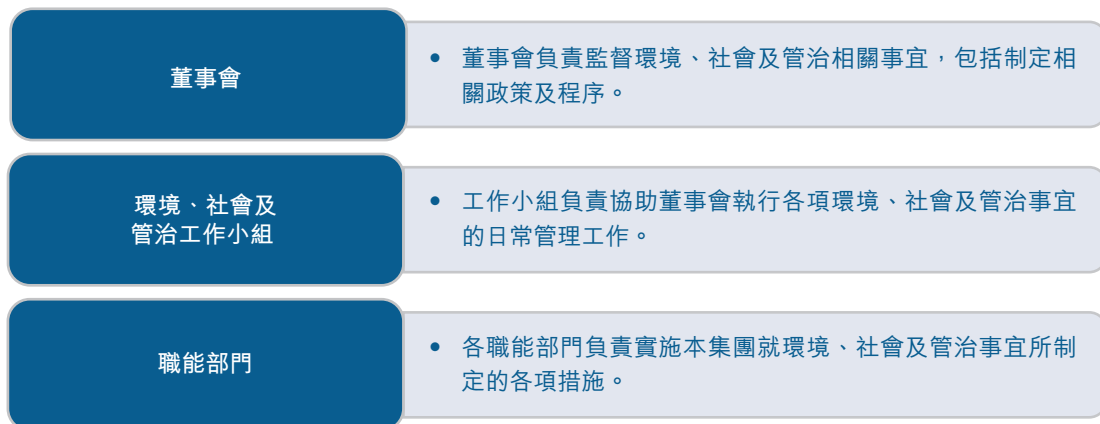 董事會
• 董事會負責監督環境、社會及管治相關事宜，包括制定相
關政策及程序。
環境、社會及
管治工作小組
• 工作小組負責協助董事會執行各項環境、社會及管治事宜
的日常管理工作。
職能部門
• 各職能部門負責實施本集團就環境、社會及管治事宜所制
定的各項措施。